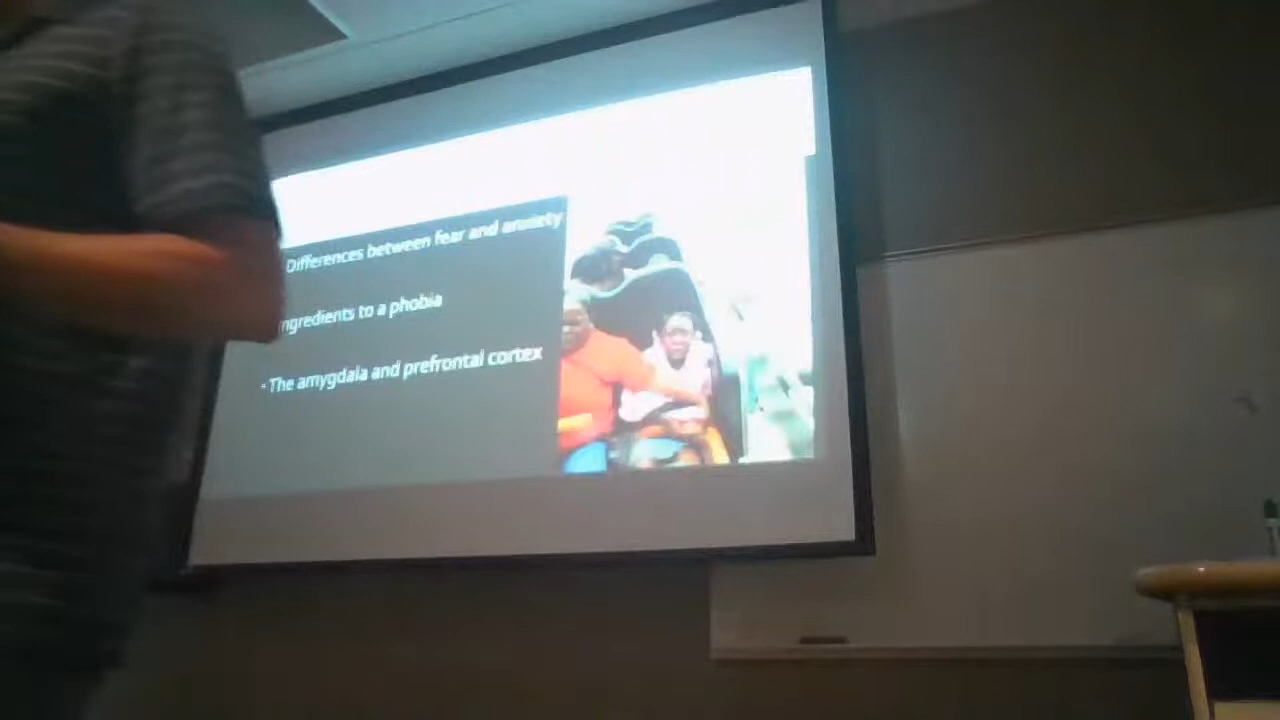 Differences between fear and anxiety
ngredients to a phobia
- The amygdala and prefrontal cortex